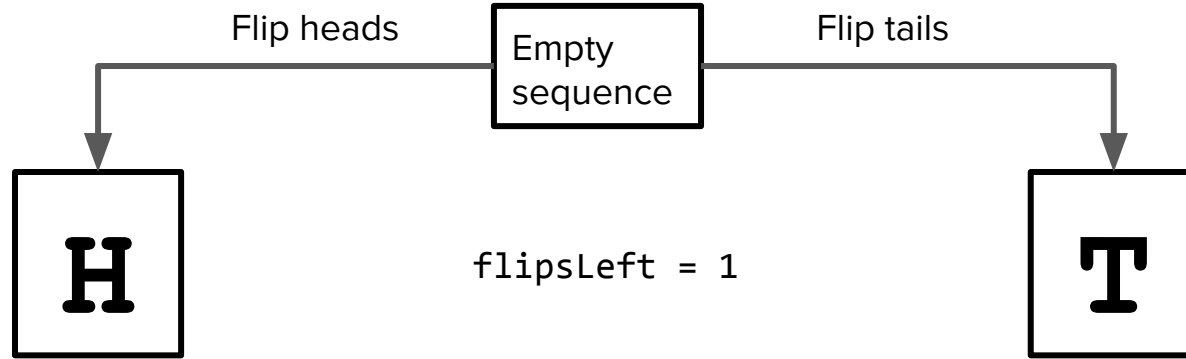 Flip heads
Empty
sequence
Flip tails
H
flipsLeft = 1
T